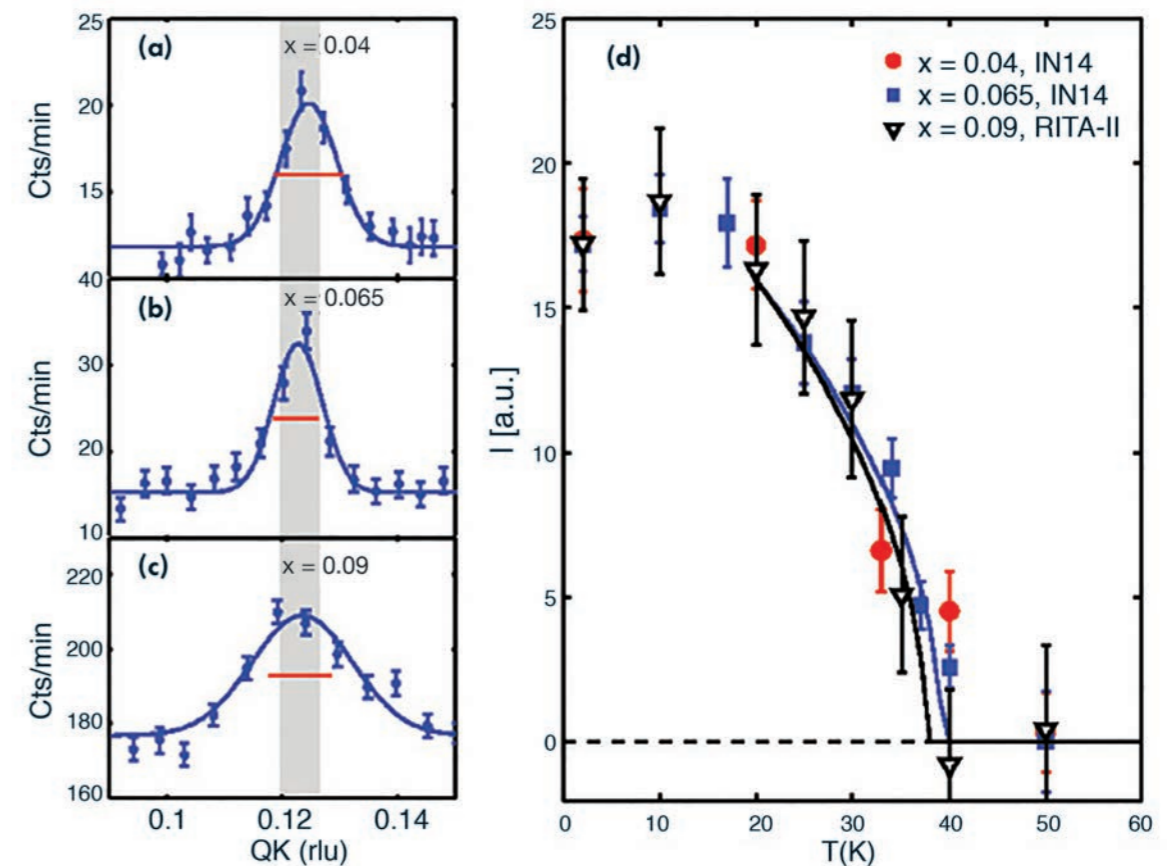 (a)
x = 0.04
25
20
15
40
Cts/min
(b)
x = 0.065
30
20
10
Cts/min
(c)
x = 0.09
220
200
180
160
Cts/min
0.1 0.12 0.14
QK (rlu)
(d)
x = 0.04, IN14
x = 0.065, IN14
x = 0.09, RITA-II
25
20
15
10
5
0
I [a.u.]
0 10 20 30 40 50 60
T(K)